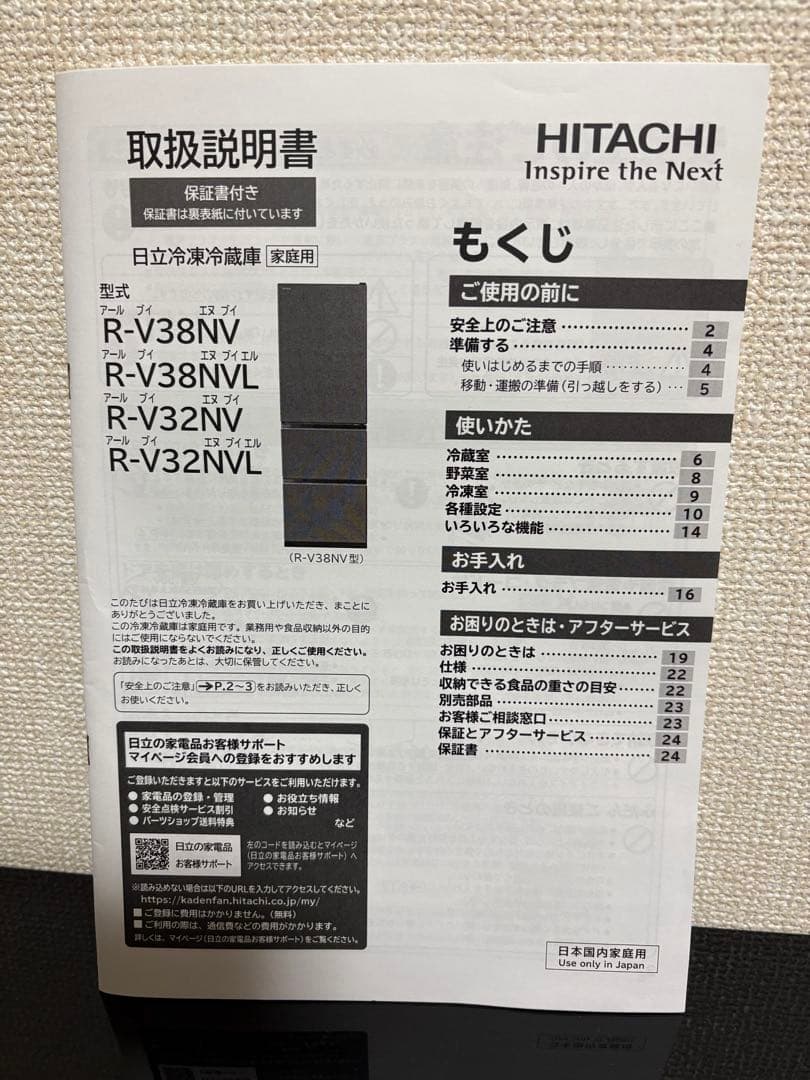 取扱説明書
保証書付き
保証書は裏表紙に付いています
日立冷凍冷蔵庫 家庭用
型式
アール ブイ エヌ ブイ
R-V38NV
アール ブイ エヌ ブイ エル
R-V38NVL
アール ブイ エヌ ブイ
R-V32NV
アール ブイ エヌ ブイ エル
R-V32NVL
(R-V38NV型)
このたびは日立冷凍冷蔵庫をお買い上げいただき、まことに
ありがとうございました。
この冷凍冷蔵庫は家庭用です。業務用や食品収納以外の目的
にはご使用にならないでください。
この取扱説明書をよくお読みになり、正しくご使用ください。
お読みになったあとは、大切に保管してください。
「安全上のご注意」➔P.2～3をお読みいただき、正しく
お使いください。
日立の家電品お客様サポート
マイページ会員への登録をおすすめします
ご登録いただきますと以下のサービスをご利用いただけます。
● 家電品の登録・管理 ● お役立ち情報
● 安全点検サービス割引 ● お知らせ
● パーツショップ送料特典 など
日立の家電品
お客様サポート
左のコードを読み込むとマイページ
(日立の家電品お客様サポート)へ
アクセスできます。
※読み込めない場合は以下のURLを入力してアクセスしてください。
https://kadenfan.hitachi.co.jp/my/
■ ご登録に費用はかかりません。(無料)
■ ご利用の際は、通信費などの費用がかかります。
詳しくは、マイページ(日立の家電品お客様サポート)をご覧ください。
HITACHI
Inspire the Next
もくじ
ご使用の前に
安全上のご注意 ‥‥‥‥‥‥‥‥ 2
準備する ‥‥‥‥‥‥‥‥‥‥‥ 4
使いはじめるまでの手順 ‥‥‥‥‥ 4
移動・運搬の準備(引っ越しをする) ‥ 5
使いかた
冷蔵室 ‥‥‥‥‥‥‥‥‥‥‥‥ 6
野菜室 ‥‥‥‥‥‥‥‥‥‥‥‥ 8
冷凍室 ‥‥‥‥‥‥‥‥‥‥‥‥ 9
各種設定 ‥‥‥‥‥‥‥‥‥‥‥ 10
いろいろな機能 ‥‥‥‥‥‥‥‥ 14
お手入れ
お手入れ ‥‥‥‥‥‥‥‥‥‥‥ 16
お困りのときは・アフターサービス
お困りのときは ‥‥‥‥‥‥‥‥ 19
仕様 ‥‥‥‥‥‥‥‥‥‥‥‥‥ 22
収納できる食品の重さの目安 ‥‥ 22
別売部品 ‥‥‥‥‥‥‥‥‥‥‥ 23
お客様ご相談窓口 ‥‥‥‥‥‥‥ 23
保証とアフターサービス ‥‥‥‥ 24
保証書 ‥‥‥‥‥‥‥‥‥‥‥‥ 24
日本国内家庭用
Use only in Japan